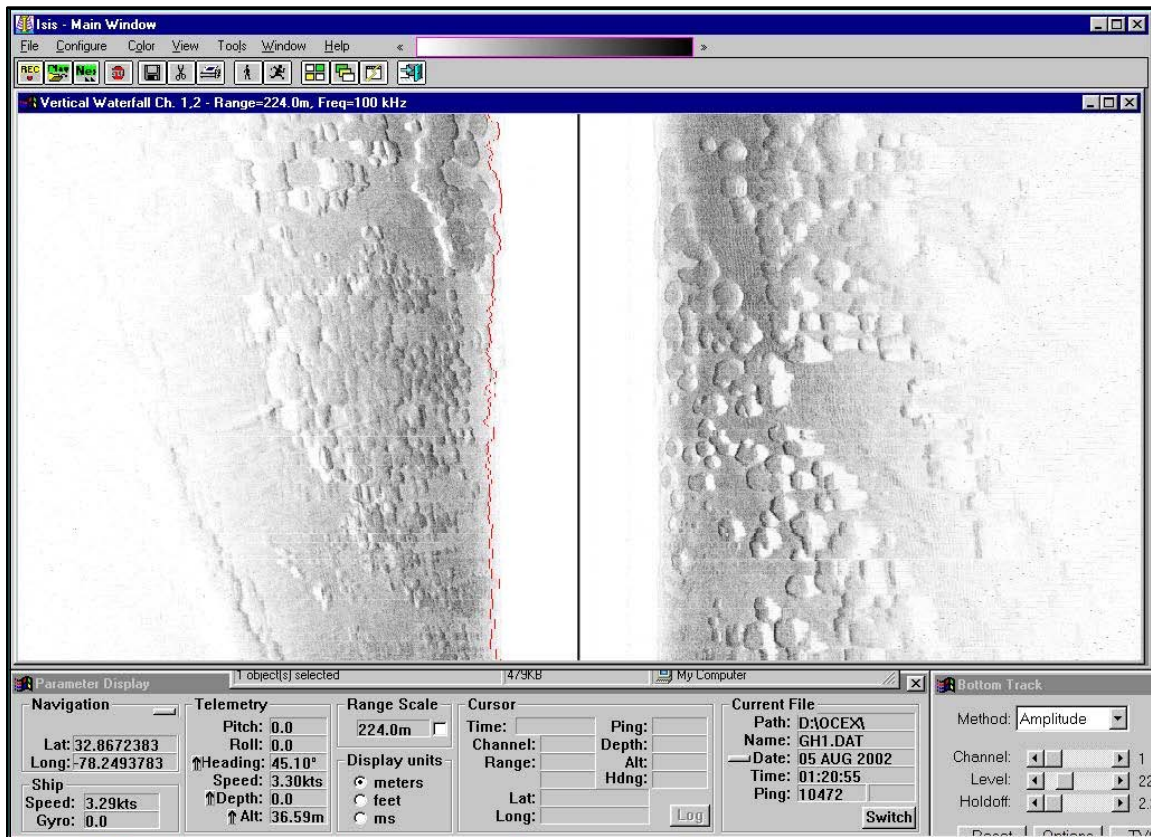 Isis - Main Window
File Configure Color View Tools Window Help « »
REC
Vertical Waterfall Ch. 1,2 - Range=224.0m, Freq=100 kHz
1 object(s) selected 479KB My Computer
Parameter Display
Navigation
Lat: 32.8672383
Long: -78.2493783
Ship
Speed: 3.29kts
Gyro: 0.0
Telemetry
Pitch: 0.0
Roll: 0.0
Heading: 45.10°
Speed: 3.30kts
Depth: 0.0
Alt: 36.59m
Range Scale
224.0m
Display units
meters
feet
ms
Cursor
Time: Ping:
Channel: Depth:
Range: Alt:
Hdng:
Lat:
Long:
Log
Current File
Path: D:\OCEX\
Name: GH1.DAT
Date: 05 AUG 2002
Time: 01:20:55
Ping: 10472
Switch
Bottom Track
Method: Amplitude
Channel: 1
Level: 22
Holdoff: 2.
Reset Options